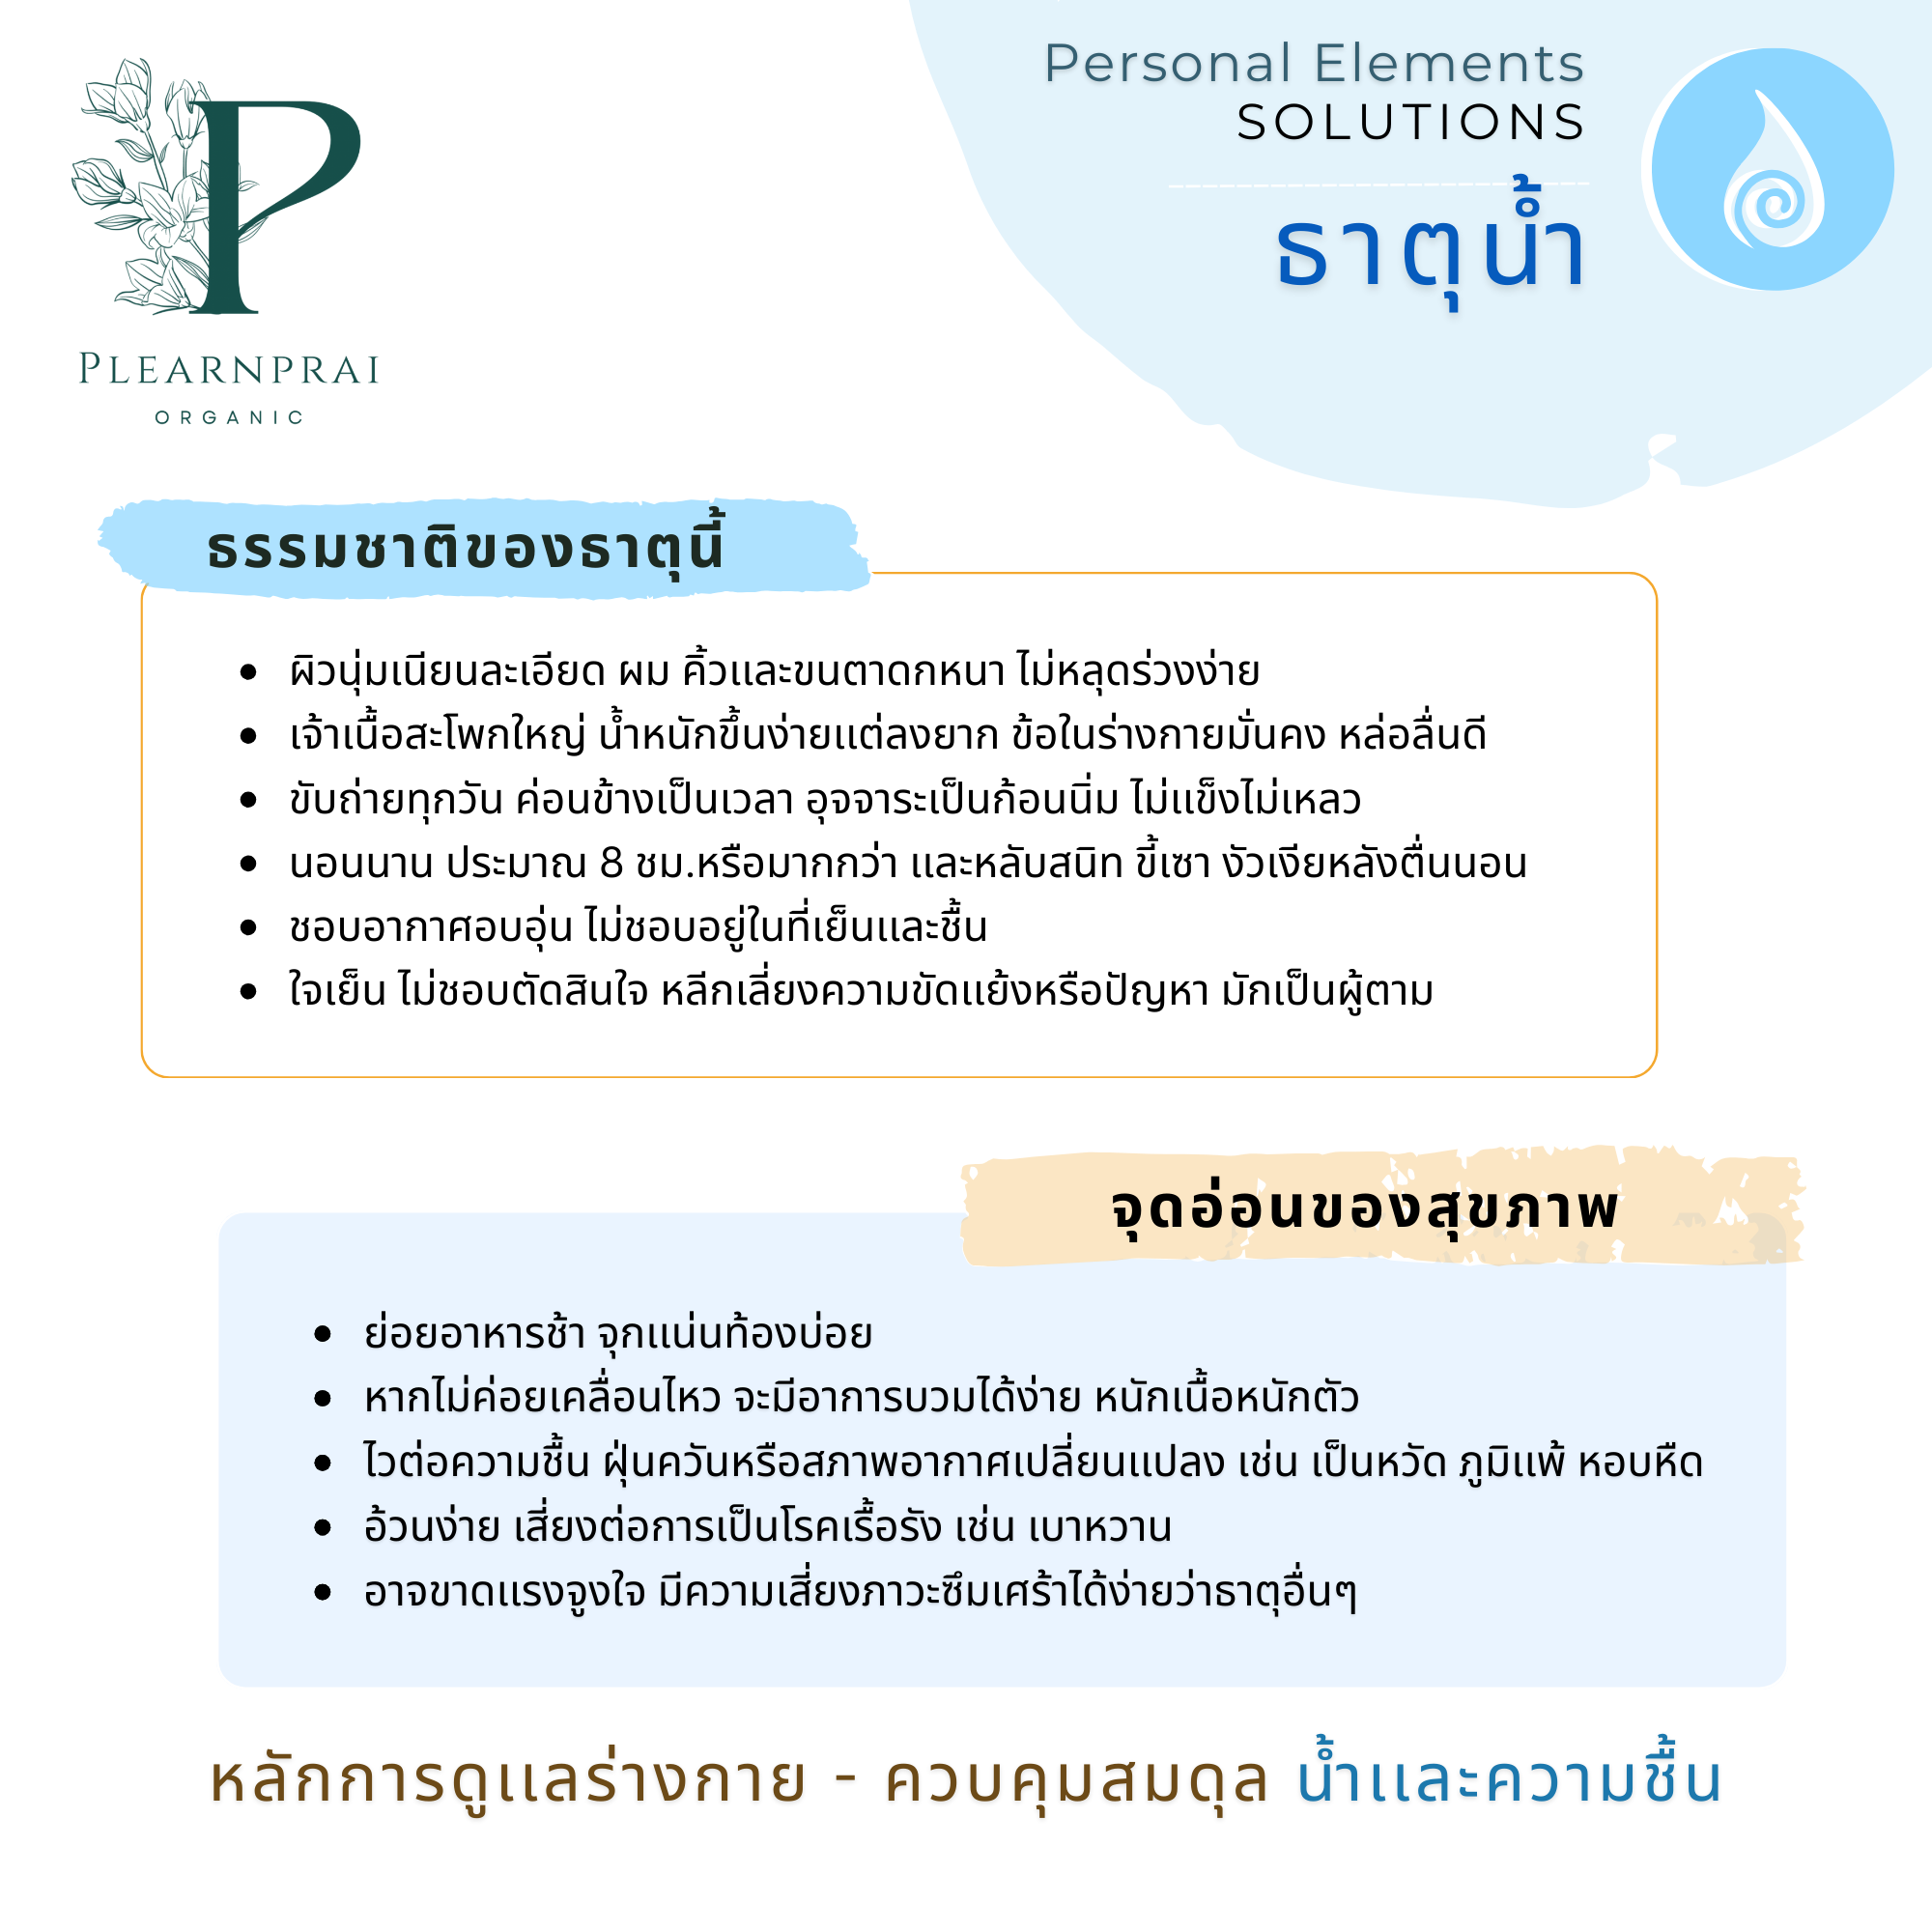 PLEARNPRAI
ORGANIC
Personal Elements
SOLUTIONS
ธาตุน้ำ
ธรรมชาติของธาตุนี้
• ผิวนุ่มเนียนละเอียด ผม คิ้วและขนตาดกหนา ไม่หลุดร่วงง่าย
• เจ้าเนื้อสะโพกใหญ่ น้ำหนักขึ้นง่ายแต่ลงยาก ข้อในร่างกายมั่นคง หล่อลื่นดี
• ขับถ่ายทุกวัน ค่อนข้างเป็นเวลา อุจจาระเป็นก้อนนิ่ม ไม่แข็งไม่เหลว
• นอนนาน ประมาณ 8 ชม.หรือมากกว่า และหลับสนิท ขี้เซา งัวเงียหลังตื่นนอน
• ชอบอากาศอบอุ่น ไม่ชอบอยู่ในที่เย็นและชื้น
• ใจเย็น ไม่ชอบตัดสินใจ หลีกเลี่ยงความขัดแย้งหรือปัญหา มักเป็นผู้ตาม
จุดอ่อนของสุขภาพ
• ย่อยอาหารช้า จุกแน่นท้องบ่อย
• หากไม่ค่อยเคลื่อนไหว จะมีอาการบวมได้ง่าย หนักเนื้อหนักตัว
• ไวต่อความชื้น ฝุ่นควันหรือสภาพอากาศเปลี่ยนแปลง เช่น เป็นหวัด ภูมิแพ้ หอบหืด
• อ้วนง่าย เสี่ยงต่อการเป็นโรคเรื้อรัง เช่น เบาหวาน
• อาจขาดแรงจูงใจ มีความเสี่ยงภาวะซึมเศร้าได้ง่ายว่าธาตุอื่นๆ
หลักการดูแลร่างกาย - ควบคุมสมดุล น้ำและความชื้น